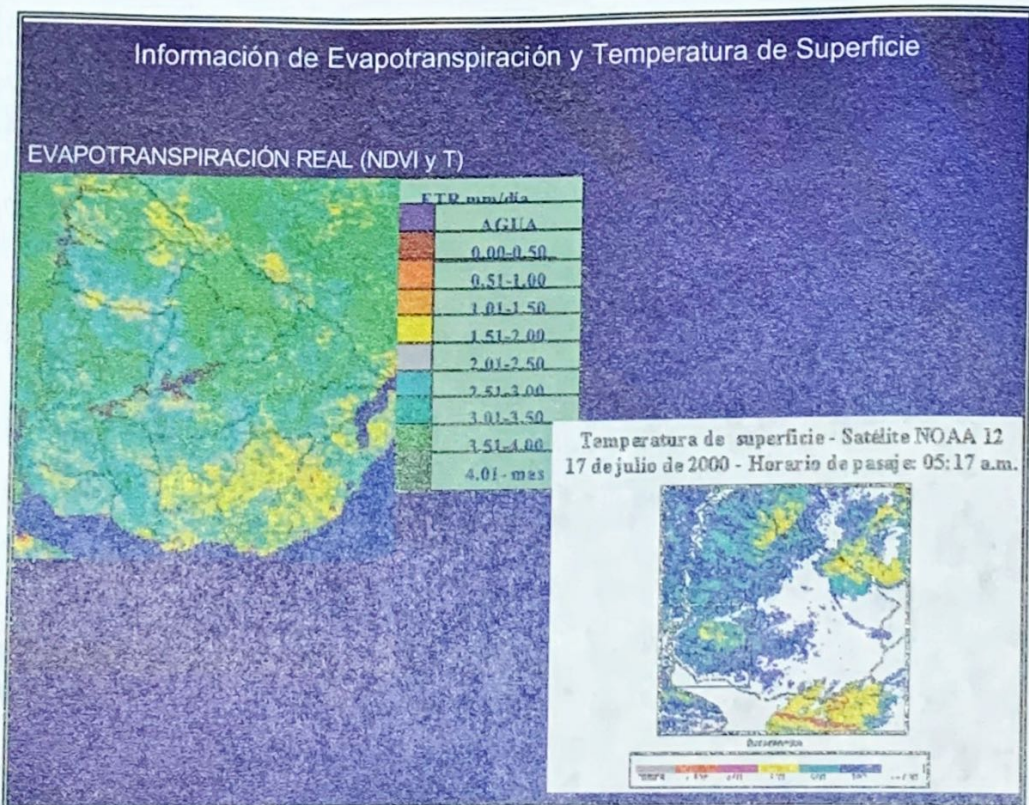 Información de Evapotranspiración y Temperatura de Superficie
EVAPOTRANSPIRACIÓN REAL (NDVI y T)
ETR mm/día
AGUA
0.00-0.50
0.51-1.00
1.01-1.50
1.51-2.00
2.01-2.50
2.51-3.00
3.01-3.50
3.51-4.00
4.01- mas
Temperatura de superficie - Satélite NOAA 12
17 de julio de 2000 - Horario de pasaje: 05:17 a.m.